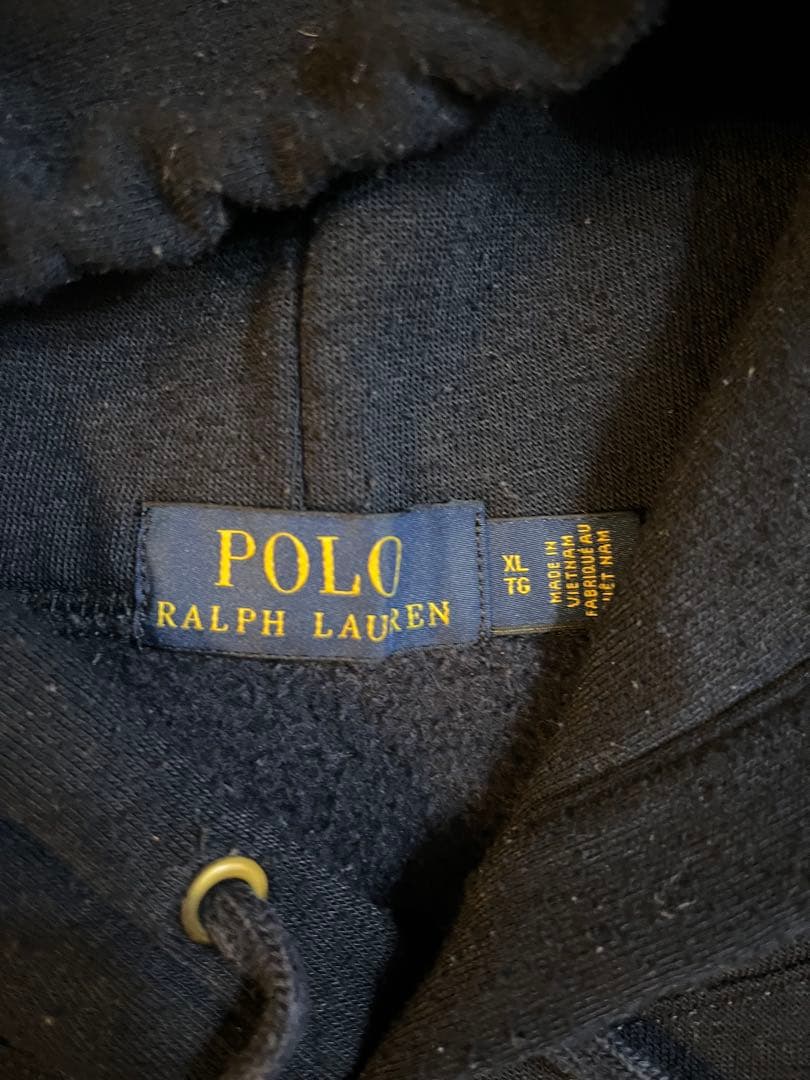 POLO
RALPH LAUREN
XL
TG
MADE IN
VIETNAM
FABRIQUÉ AU
VIET NAM